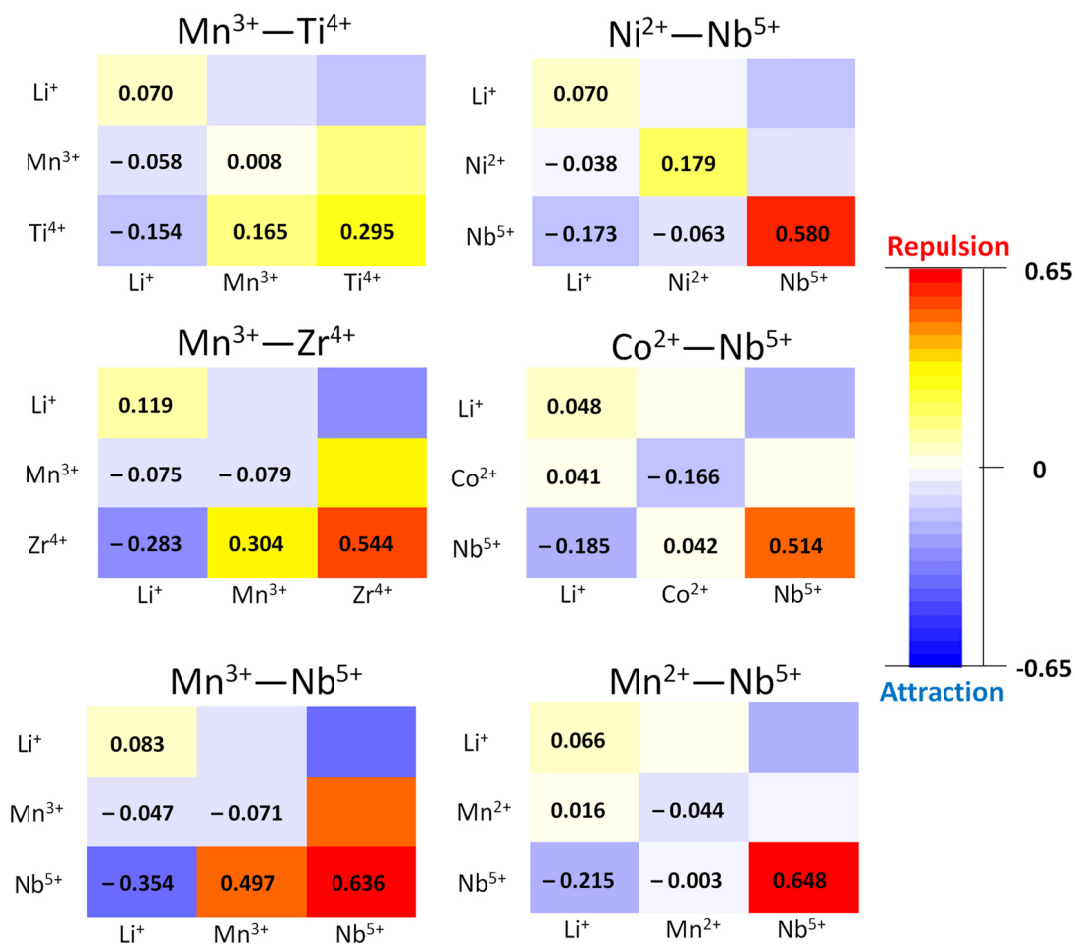 Mn³⁺—Ti⁴⁺
Li⁺ 0.070
Mn³⁺ – 0.058 0.008
Ti⁴⁺ – 0.154 0.165 0.295
Li⁺ Mn³⁺ Ti⁴⁺
Ni²⁺—Nb⁵⁺
Li⁺ 0.070
Ni²⁺ – 0.038 0.179
Nb⁵⁺ – 0.173 – 0.063 0.580
Li⁺ Ni²⁺ Nb⁵⁺
Mn³⁺—Zr⁴⁺
Li⁺ 0.119
Mn³⁺ – 0.075 – 0.079
Zr⁴⁺ – 0.283 0.304 0.544
Li⁺ Mn³⁺ Zr⁴⁺
Co²⁺—Nb⁵⁺
Li⁺ 0.048
Co²⁺ 0.041 – 0.166
Nb⁵⁺ – 0.185 0.042 0.514
Li⁺ Co²⁺ Nb⁵⁺
Mn³⁺—Nb⁵⁺
Li⁺ 0.083
Mn³⁺ – 0.047 – 0.071
Nb⁵⁺ – 0.354 0.497 0.636
Li⁺ Mn³⁺ Nb⁵⁺
Mn²⁺—Nb⁵⁺
Li⁺ 0.066
Mn²⁺ 0.016 – 0.044
Nb⁵⁺ – 0.215 – 0.003 0.648
Li⁺ Mn²⁺ Nb⁵⁺
Repulsion
0.65
0
-0.65
Attraction